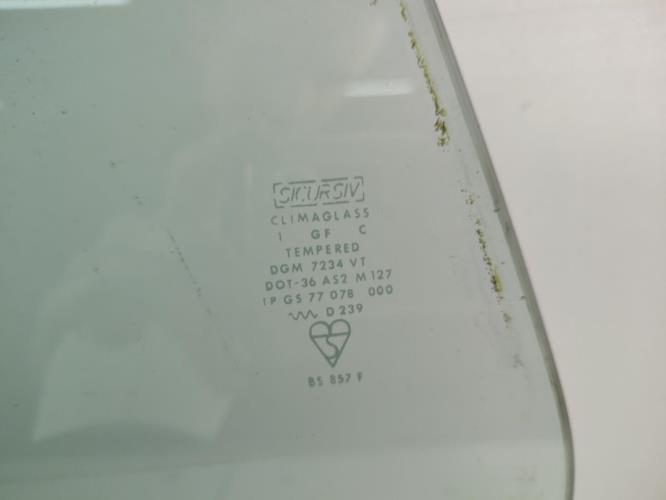 SICURSIV
CLIMAGLASS
I GF C
TEMPERED
DGM 7234 VT
DOT-36 AS2 M127
IP GS 77 078 000
D 239
S
BS 857 F